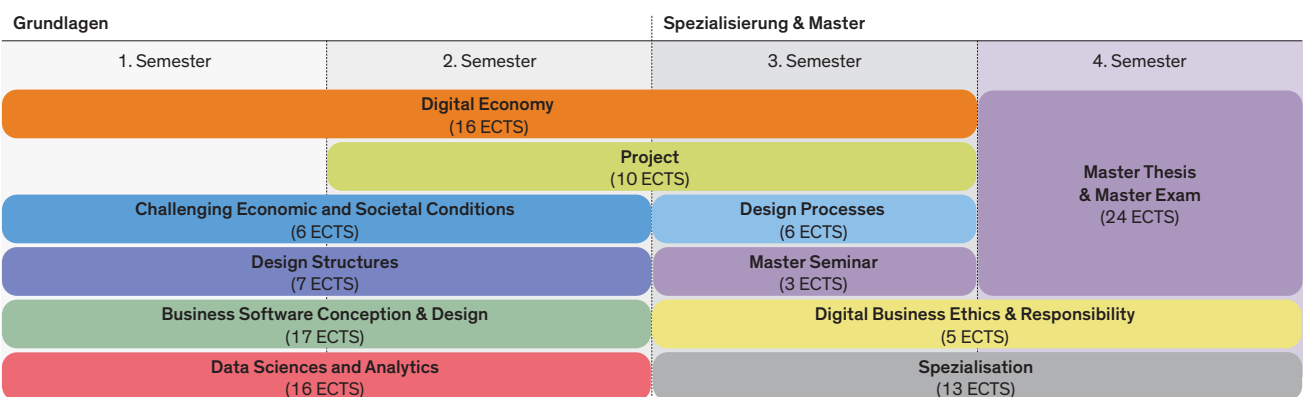 Grundlagen
Spezialisierung & Master
1. Semester
2. Semester
3. Semester
4. Semester
Digital Economy
(16 ECTS)
Project
(10 ECTS)
Master Thesis
& Master Exam
(24 ECTS)
Challenging Economic and Societal Conditions
(6 ECTS)
Design Processes
(6 ECTS)
Design Structures
(7 ECTS)
Master Seminar
(3 ECTS)
Business Software Conception & Design
(17 ECTS)
Digital Business Ethics & Responsibility
(5 ECTS)
Data Sciences and Analytics
(16 ECTS)
Spezialisation
(13 ECTS)